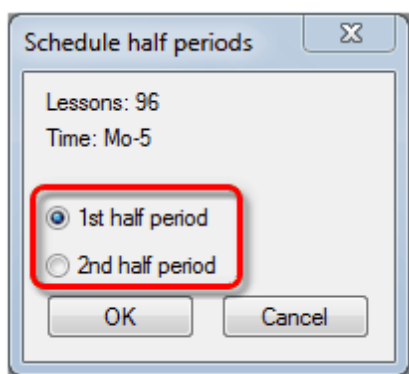 Schedule half periods
Lessons: 96
Time: Mo-5
1st half period
2nd half period
OK Cancel